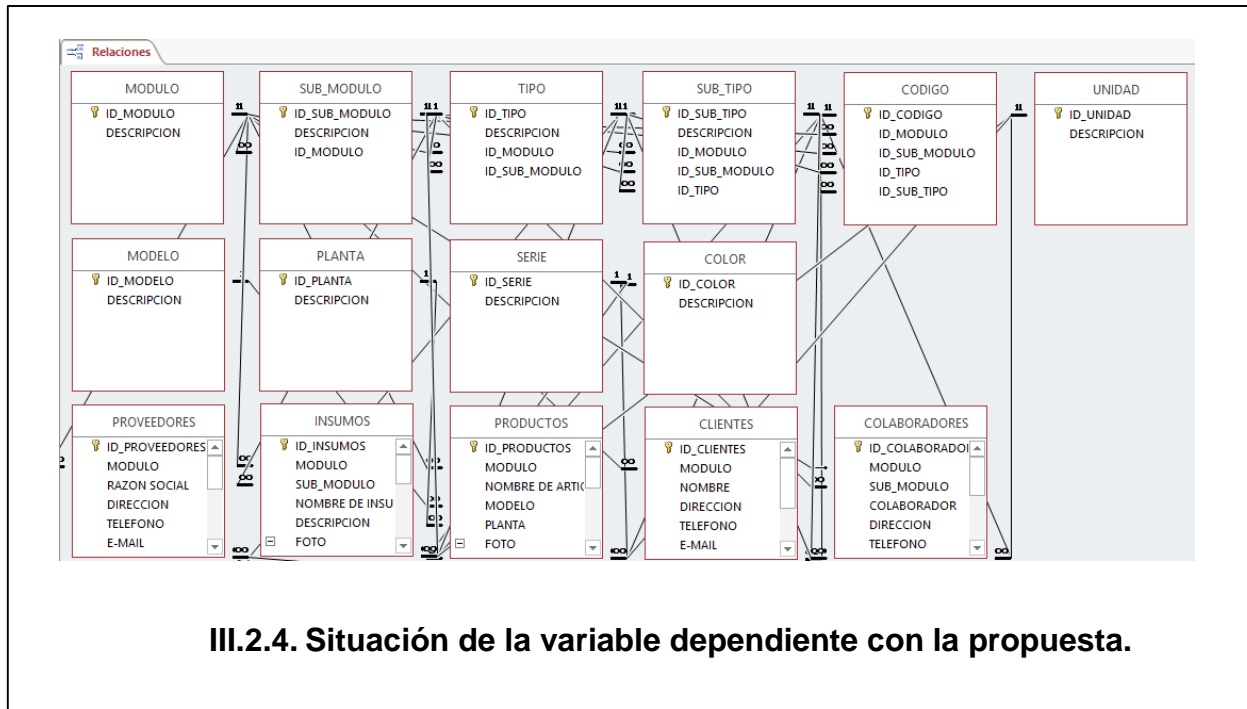 Relaciones
MODULO
ID_MODULO
DESCRIPCION
SUB_MODULO
ID_SUB_MODULO
DESCRIPCION
ID_MODULO
TIPO
ID_TIPO
DESCRIPCION
ID_MODULO
ID_SUB_MODULO
SUB_TIPO
ID_SUB_TIPO
DESCRIPCION
ID_MODULO
ID_SUB_MODULO
ID_TIPO
CODIGO
ID_CODIGO
ID_MODULO
ID_SUB_MODULO
ID_TIPO
ID_SUB_TIPO
UNIDAD
ID_UNIDAD
DESCRIPCION
MODELO
ID_MODELO
DESCRIPCION
PLANTA
ID_PLANTA
DESCRIPCION
SERIE
ID_SERIE
DESCRIPCION
COLOR
ID_COLOR
DESCRIPCION
PROVEEDORES
ID_PROVEEDORES
MODULO
RAZON SOCIAL
DIRECCION
TELEFONO
E-MAIL
INSUMOS
ID_INSUMOS
MODULO
SUB_MODULO
NOMBRE DE INSU
DESCRIPCION
FOTO
PRODUCTOS
ID_PRODUCTOS
MODULO
NOMBRE DE ARTIC
MODELO
PLANTA
FOTO
CLIENTES
ID_CLIENTES
MODULO
NOMBRE
DIRECCION
TELEFONO
E-MAIL
COLABORADORES
ID_COLABORADOI
MODULO
SUB_MODULO
COLABORADOR
DIRECCION
TELEFONO
III.2.4. Situación de la variable dependiente con la propuesta.